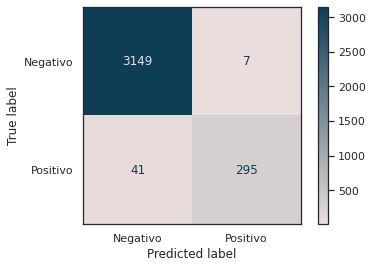 3000
Negativo 3149 7
2500
2000
True label
1500
Positivo 41 295
1000
500
Negativo Positivo
Predicted label